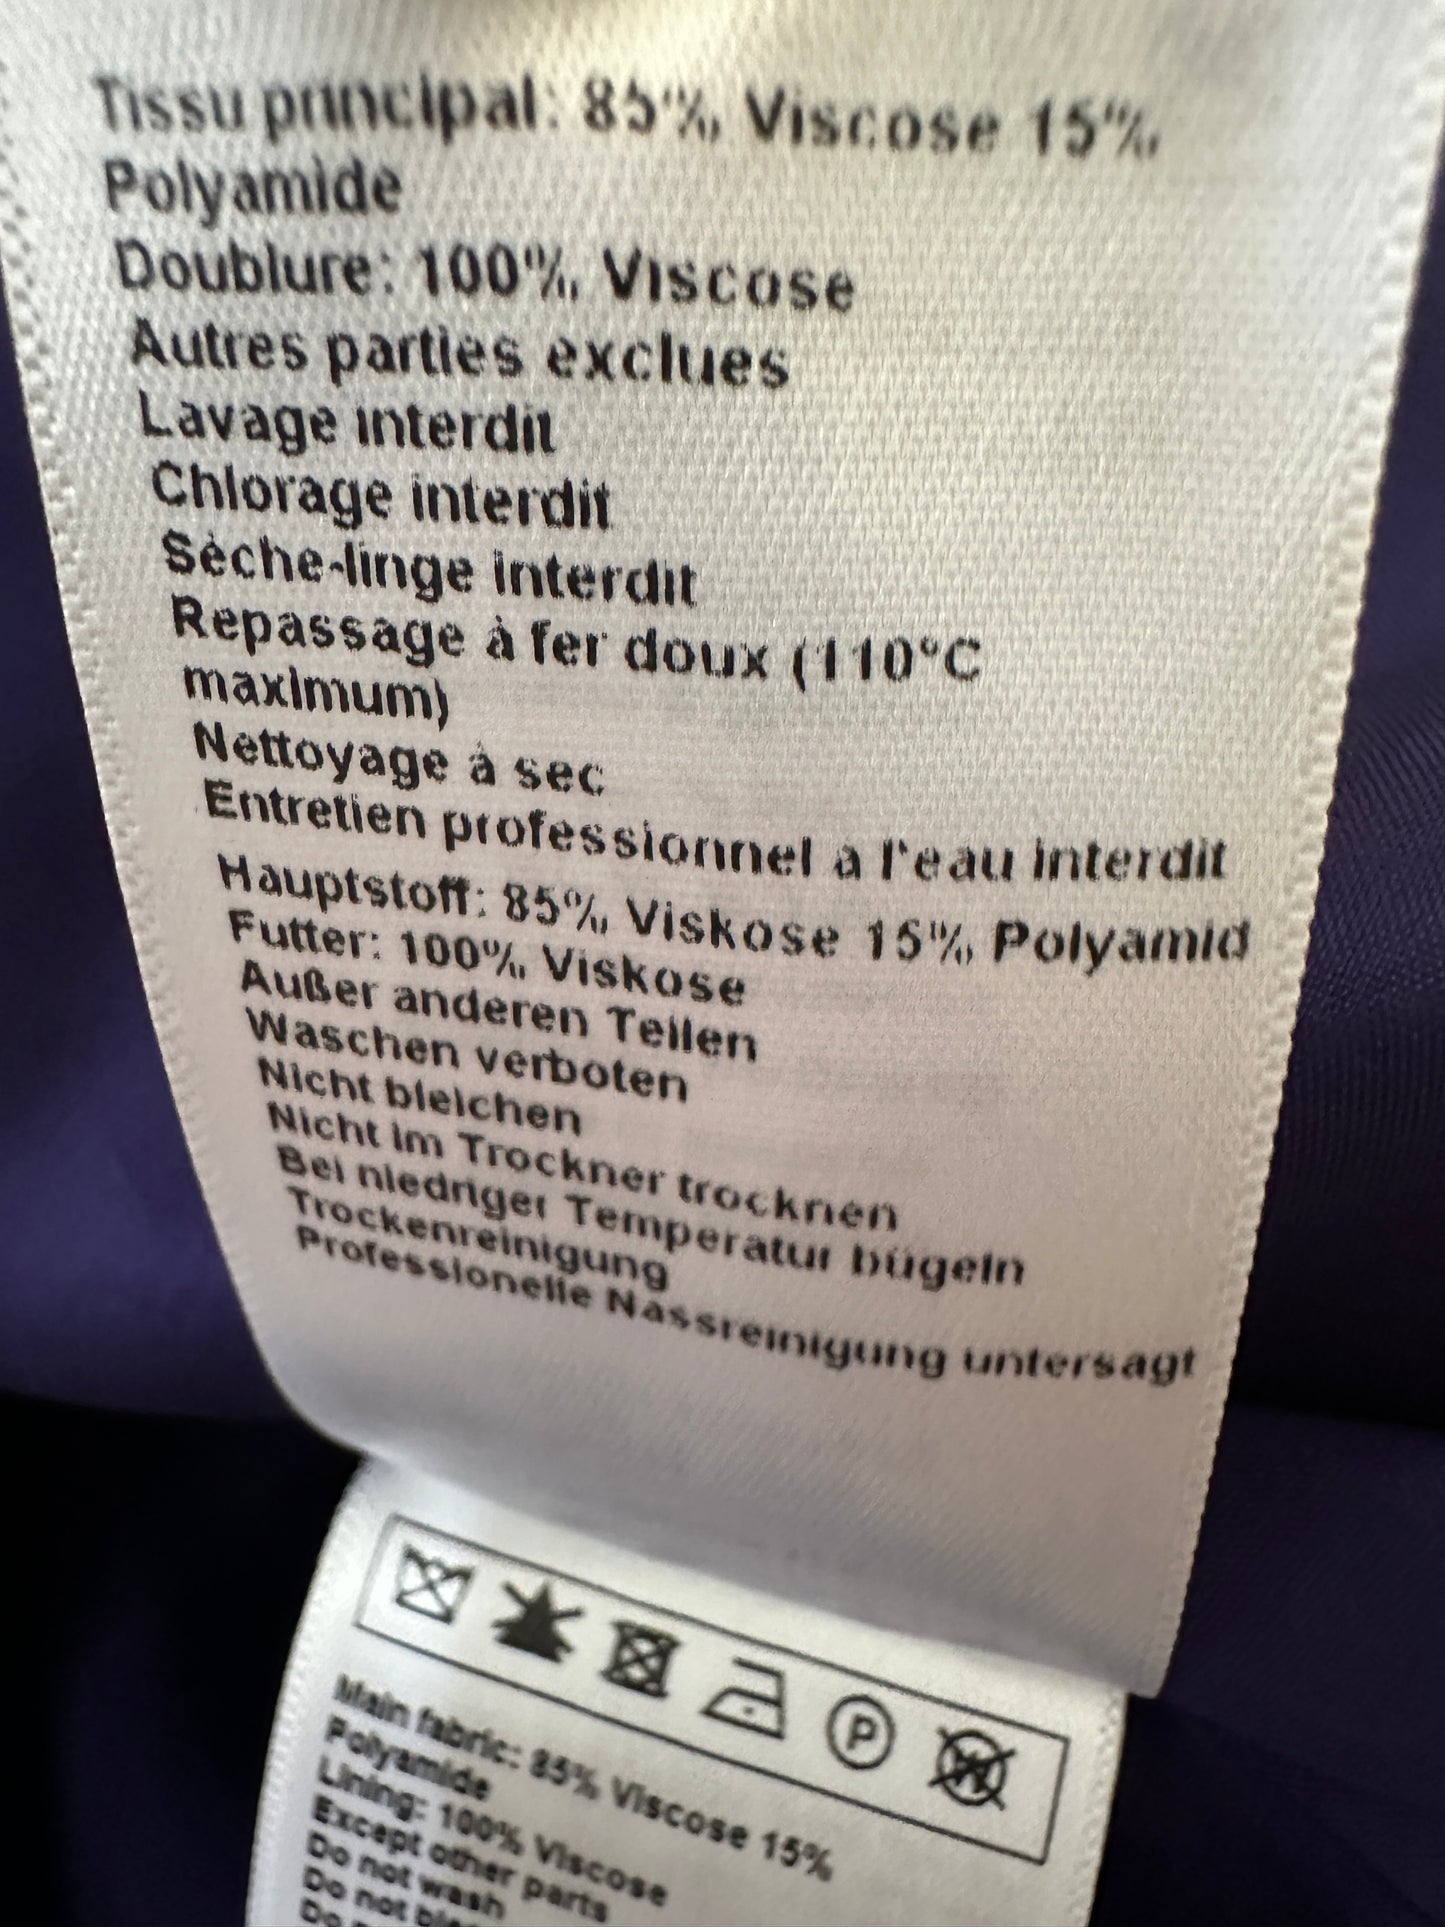 Tissu principal: 85% Viscose 15%
Polyamide
Doublure: 100% Viscose
Autres parties exclues
Lavage interdit
Chlorage interdit
Sèche-linge interdit
Repassage à fer doux (110°C
maximum)
Nettoyage à sec
Entretien professionnel à l'eau interdit
Hauptstoff: 85% Viskose 15% Polyamid
Futter: 100% Viskose
Außer anderen Teilen
Waschen verboten
Nicht bleichen
Nicht im Trockner trocknen
Bei niedriger Temperatur bügeln
Trockenreinigung
Professionelle Nassreinigung untersagt
P
W
Main fabric: 85% Viscose 15%
Polyamide
Lining: 100% Viscose
Except other parts
Do not wash
Do not
Do